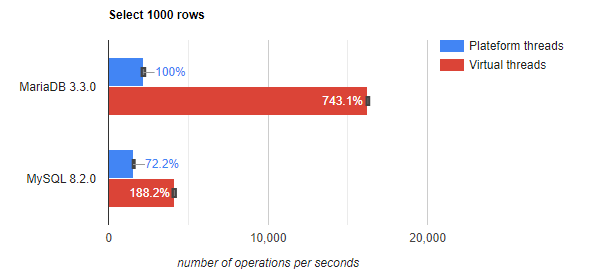 Select 1000 rows
Plateform threads
Virtual threads
MariaDB 3.3.0
100%
743.1%
MySQL 8.2.0
72.2%
188.2%
0
10,000
20,000
number of operations per seconds